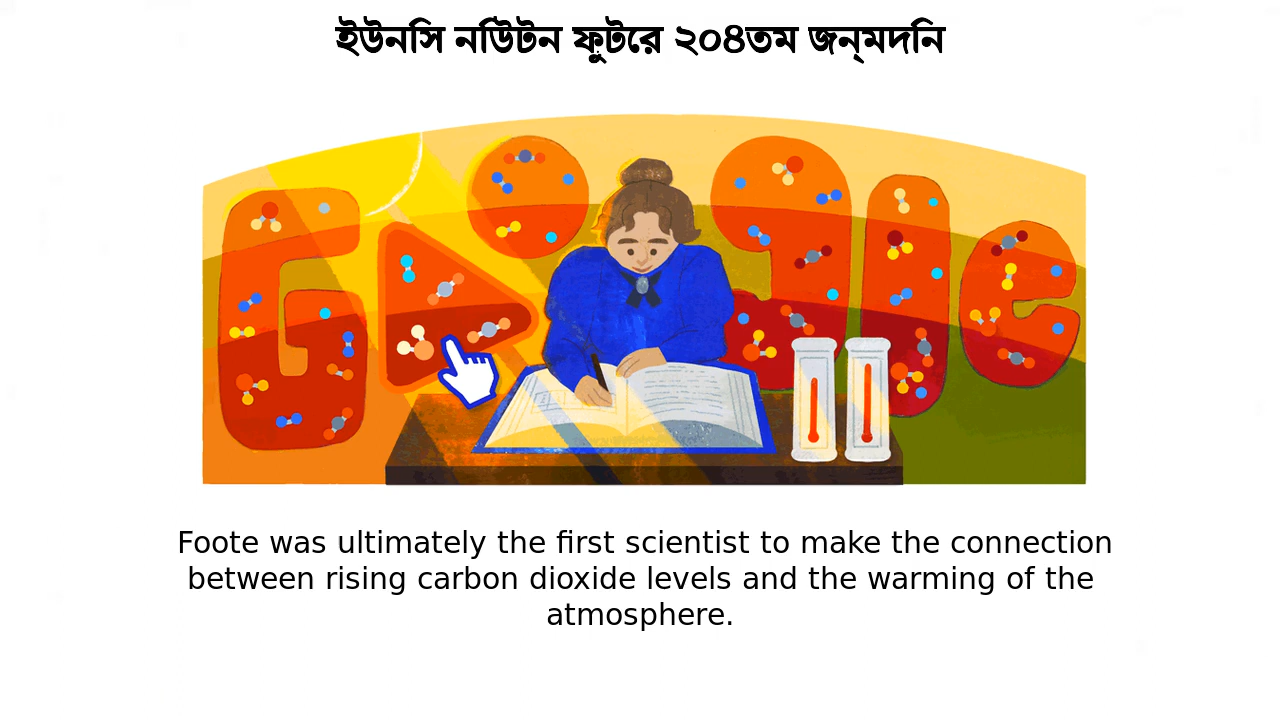 ইউনিস নিউটন ফুটের ২০৪তম জন্মদিন
Google
Foote was ultimately the first scientist to make the connection
between rising carbon dioxide levels and the warming of the
atmosphere.